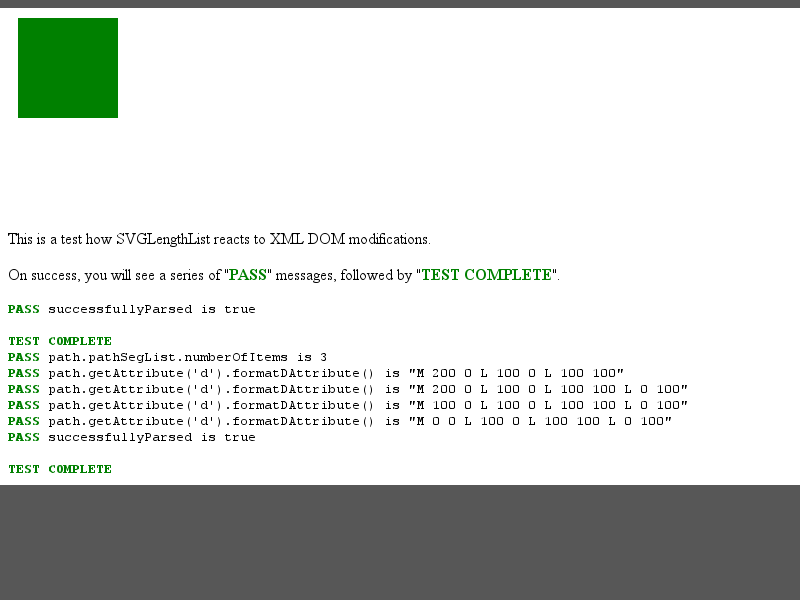 This is a test how SVGLengthList reacts to XML DOM modifications.
On success, you will see a series of "PASS" messages, followed by "TEST COMPLETE".
PASS successfullyParsed is true
TEST COMPLETE
PASS path.pathSegList.numberOfItems is 3
PASS path.getAttribute('d').formatDAttribute() is "M 200 0 L 100 0 L 100 100"
PASS path.getAttribute('d').formatDAttribute() is "M 200 0 L 100 0 L 100 100 L 0 100"
PASS path.getAttribute('d').formatDAttribute() is "M 100 0 L 100 0 L 100 100 L 0 100"
PASS path.getAttribute('d').formatDAttribute() is "M 0 0 L 100 0 L 100 100 L 0 100"
PASS successfullyParsed is true
TEST COMPLETE